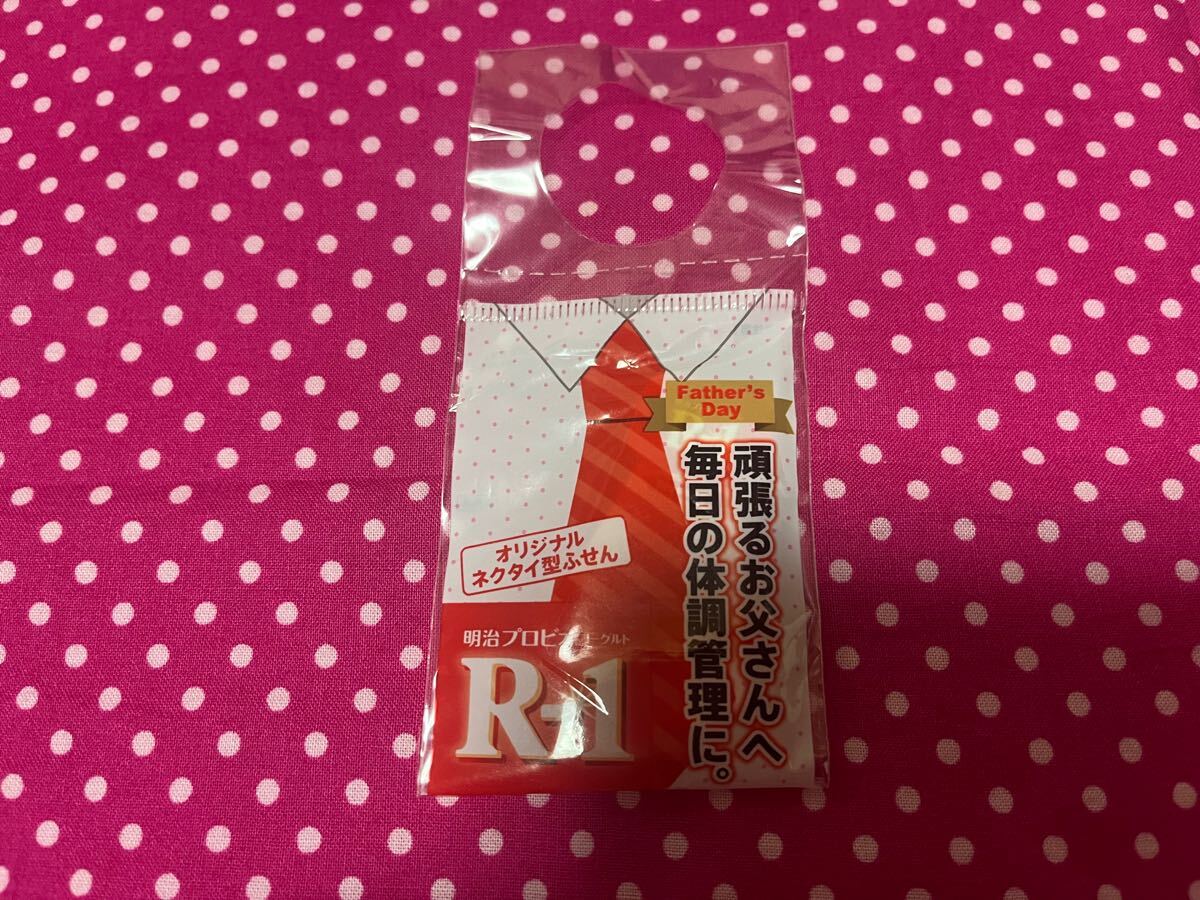 Father's
Day
頑張るお父さんへ
毎日の体調管理に。
オリジナル
ネクタイ型ふせん
明治プロビオヨーグルト
R-1